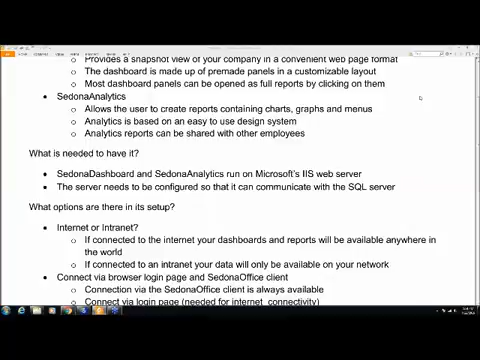 Provides a snapshot view of your company in a convenient web page format
The dashboard is made up of premade panels in a customizable layout
Most dashboard panels can be opened as full reports by clicking on them
SedonaAnalytics
Allows the user to create reports containing charts, graphs and menus
Analytics is based on an easy to use design system
Analytics reports can be shared with other employees
What is needed to have it?
SedonaDashboard and SedonaAnalytics run on Microsoft's IIS web server
The server needs to be configured so that it can communicate with the SQL server
What options are there in its setup?
Internet or Intranet?
If connected to the internet your dashboards and reports will be available anywhere in
the world
If connected to an intranet your data will only be available on your network
Connect via browser login page and SedonaOffice client
Connection via the SedonaOffice client is always available
Connect via login page (needed for internet connectivity)